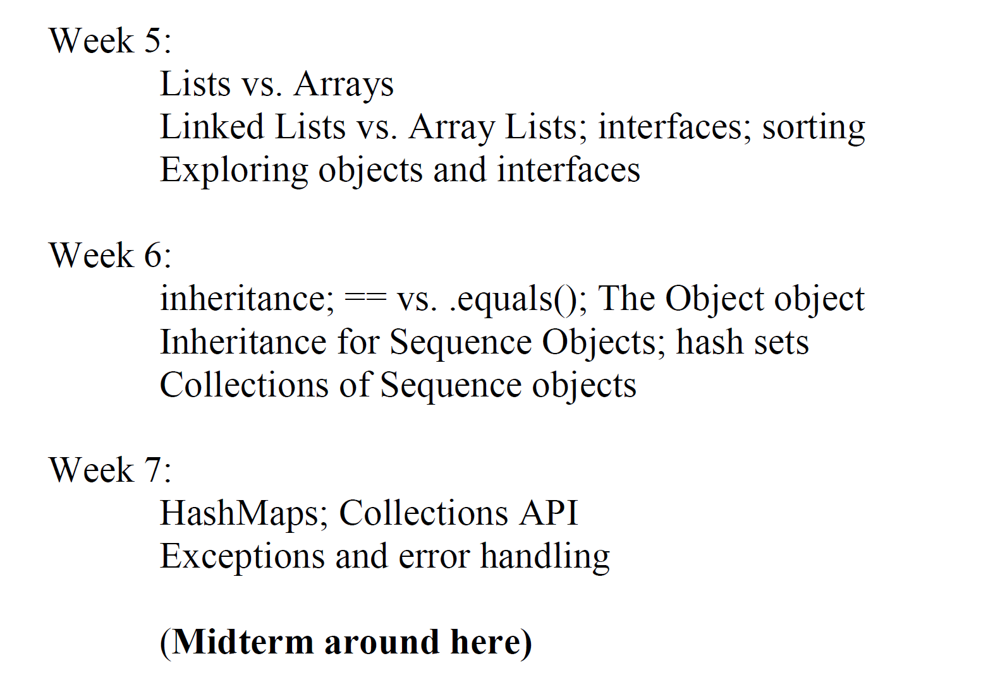 Week 5:
Lists vs. Arrays
Linked Lists vs. Array Lists; interfaces; sorting
Exploring objects and interfaces
Week 6:
inheritance; == vs. .equals(); The Object object
Inheritance for Sequence Objects; hash sets
Collections of Sequence objects
Week 7:
HashMaps; Collections API
Exceptions and error handling
(Midterm around here)